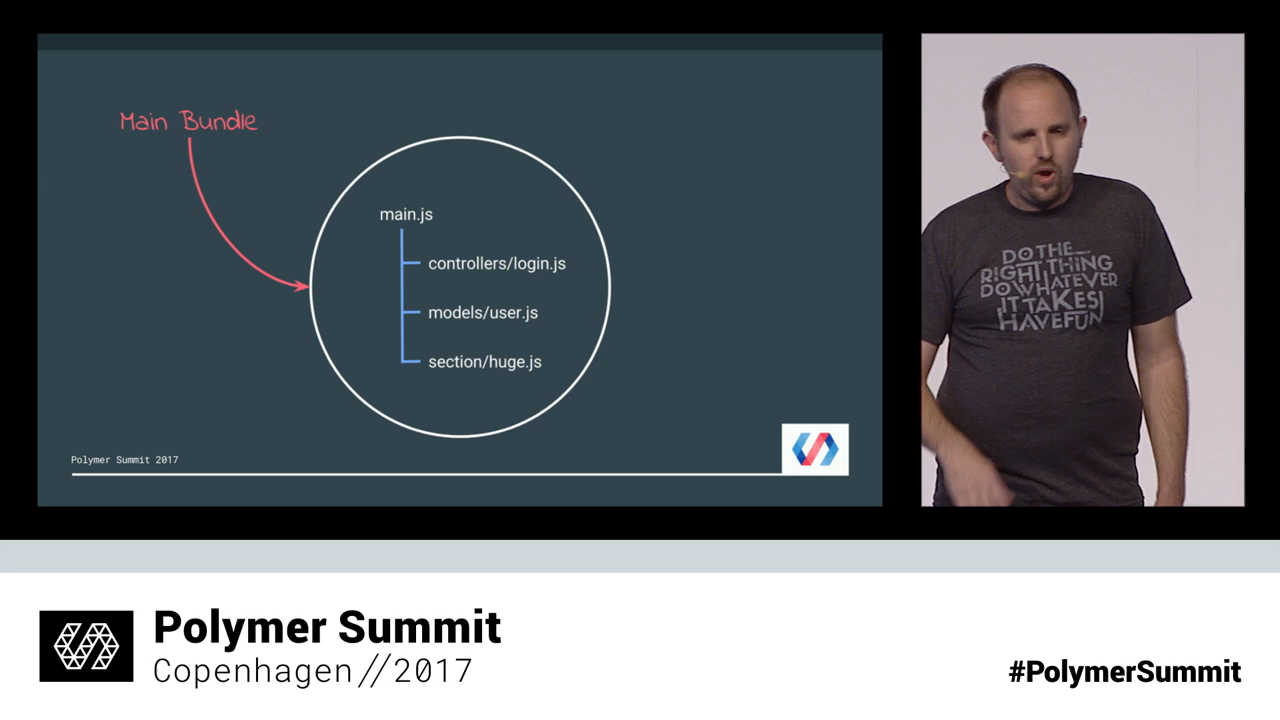 Main Bundle
main.js
controllers/login.js
models/user.js
section/huge.js
Polymer Summit 2017
DO THE
RIGHT THING
DO WHATEVER
IT TAKES
HAVE FUN
Polymer Summit
Copenhagen//2017
#PolymerSummit